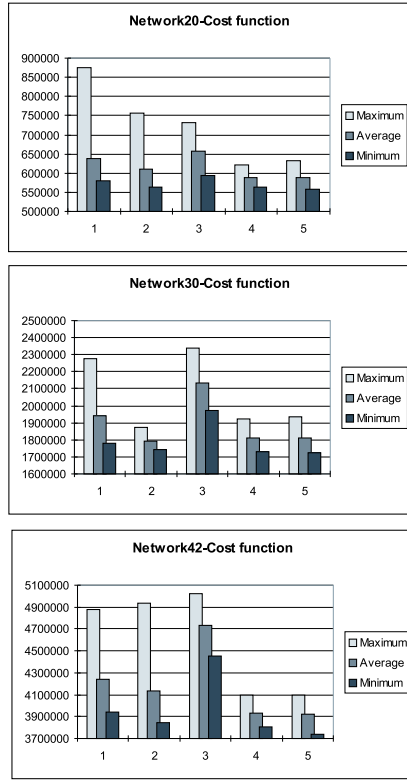 Network20-Cost function
900000
850000
800000
750000
700000
650000
600000
550000
500000
1 2 3 4 5
Maximum
Average
Minimum
Network30-Cost function
2500000
2400000
2300000
2200000
2100000
2000000
1900000
1800000
1700000
1600000
1 2 3 4 5
Maximum
Average
Minimum
Network42-Cost function
5100000
4900000
4700000
4500000
4300000
4100000
3900000
3700000
1 2 3 4 5
Maximum
Average
Minimum